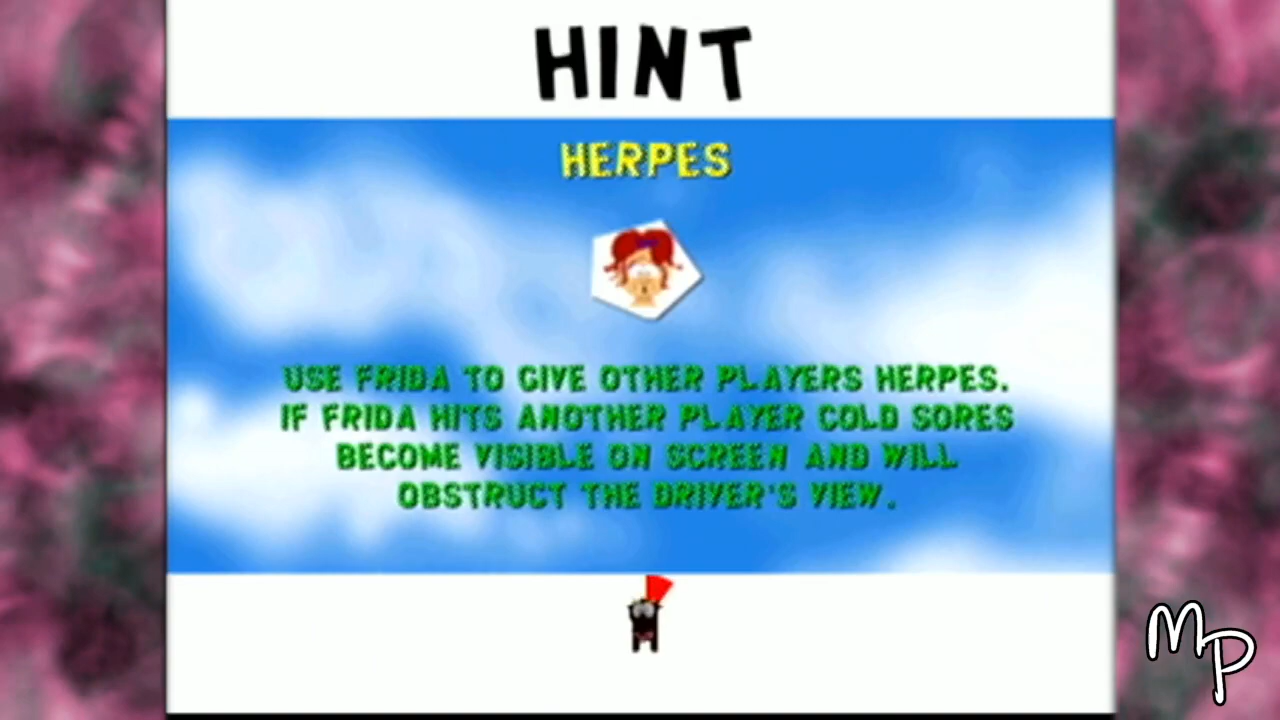 HINT
HERPES
USE FRIDA TO GIVE OTHER PLAYERS HERPES.
IF FRIDA HITS ANOTHER PLAYER COLD SORES
BECOME VISIBLE ON SCREEN AND WILL
OBSTRUCT THE DRIVER'S VIEW.
MP